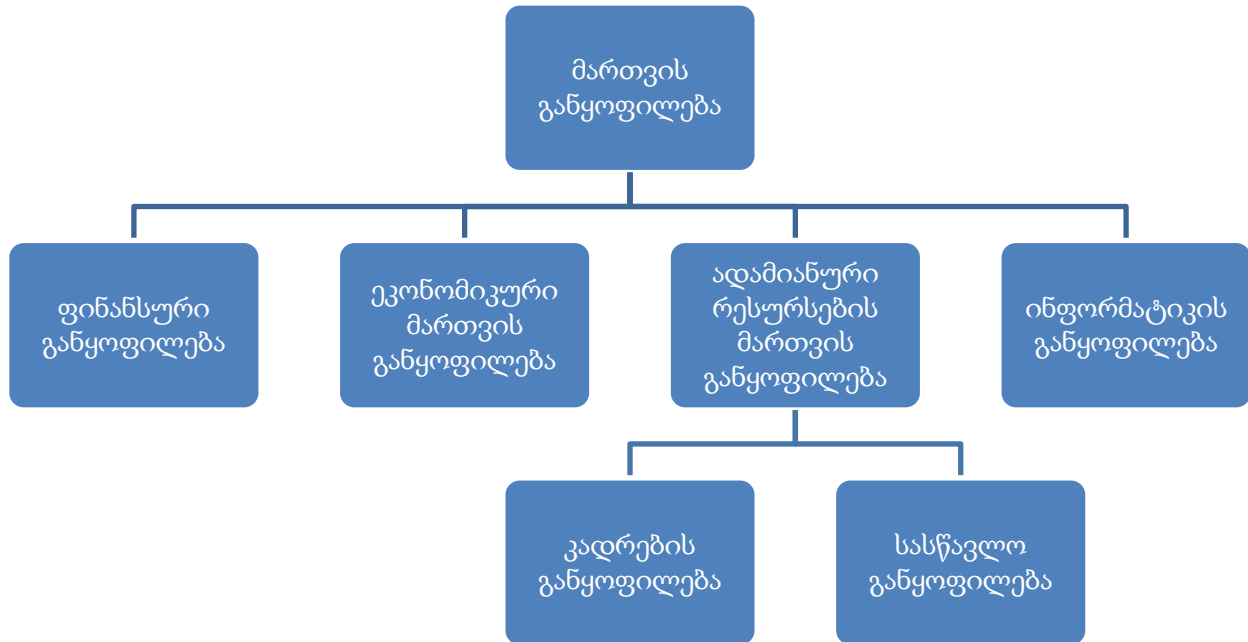 მართვის
განყოფილება
ფინანსური
განყოფილება
ეკონომიკური
მართვის
განყოფილება
ადამიანური
რესურსების
მართვის
განყოფილება
ინფორმატიკის
განყოფილება
კადრების
განყოფილება
სასწავლო
განყოფილება